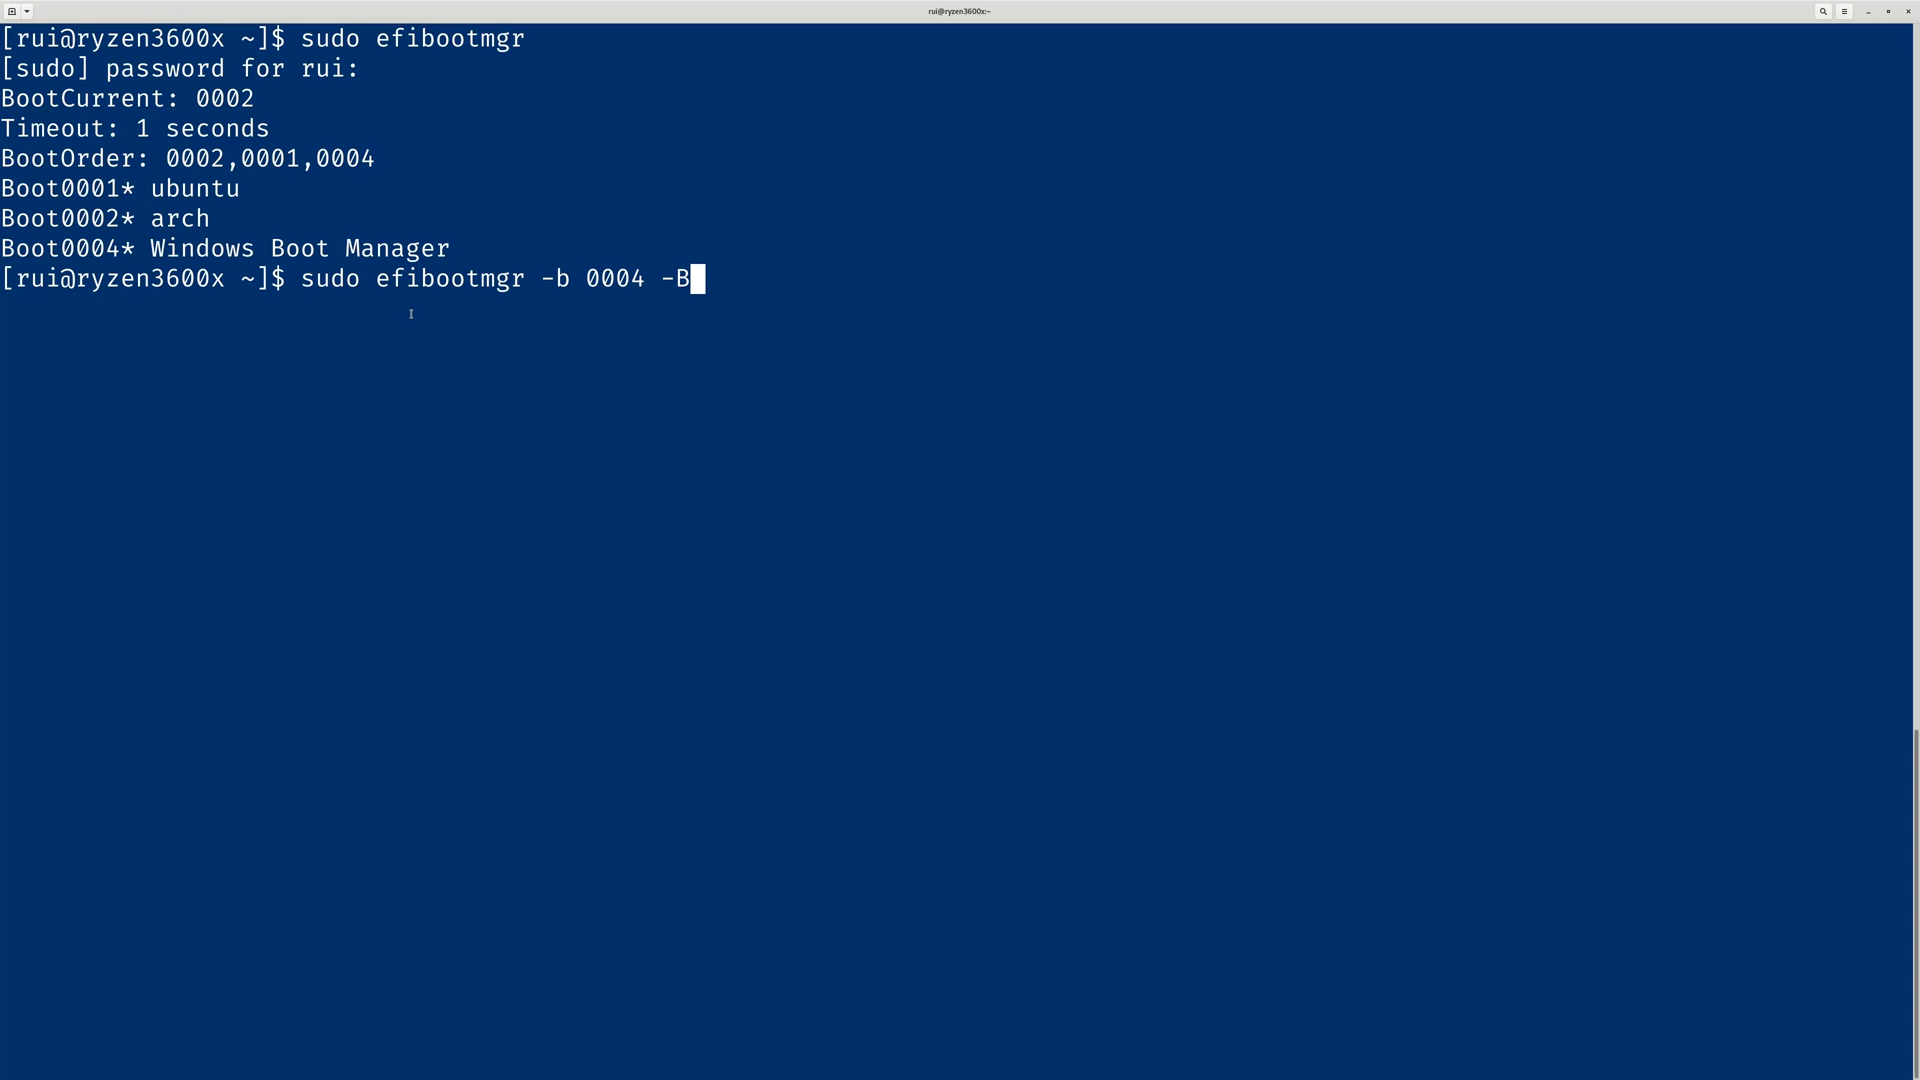 rui@ryzen3600x:~
[rui@ryzen3600x ~]$ sudo efibootmgr
[sudo] password for rui:
BootCurrent: 0002
Timeout: 1 seconds
BootOrder: 0002,0001,0004
Boot0001* ubuntu
Boot0002* arch
Boot0004* Windows Boot Manager
[rui@ryzen3600x ~]$ sudo efibootmgr -b 0004 -B